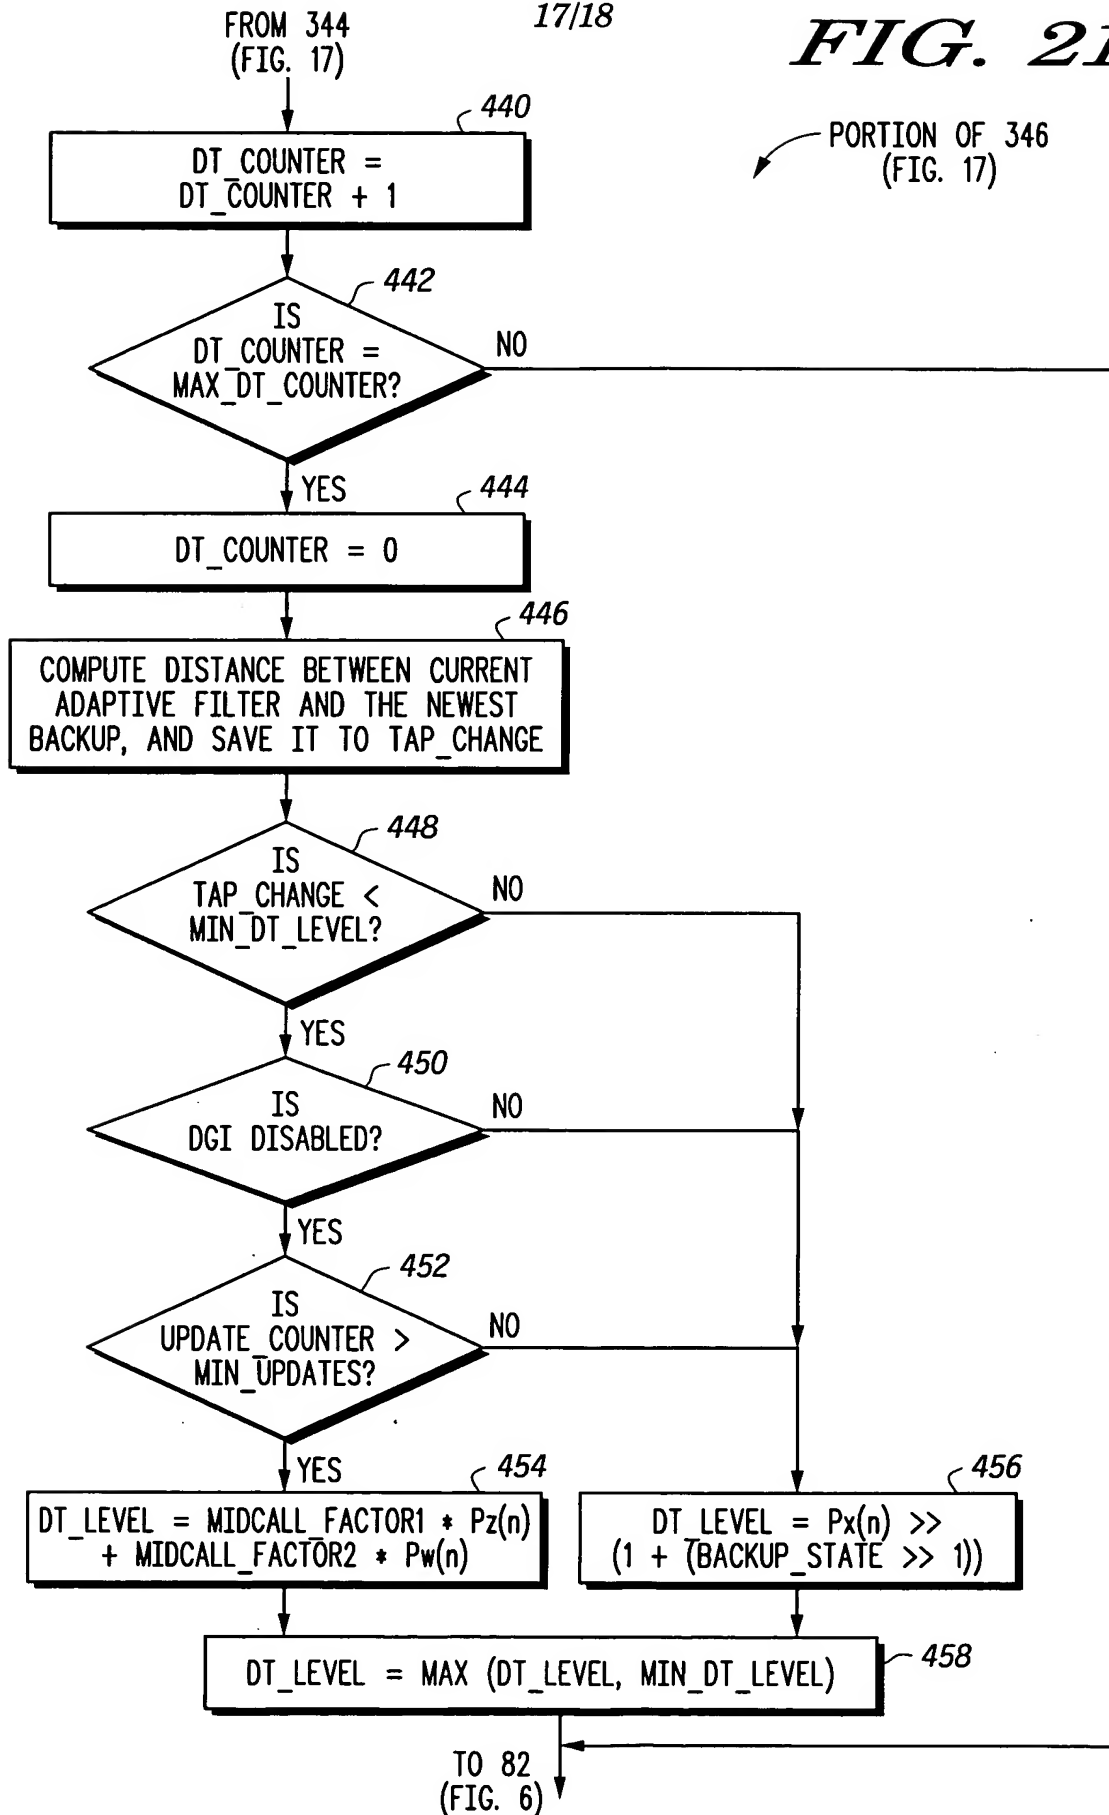 17/18
FIG. 21
FROM 344
(FIG. 17)
PORTION OF 346
(FIG. 17)
440
DT_COUNTER =
DT_COUNTER + 1
442
IS
DT_COUNTER =
MAX_DT_COUNTER?
NO
YES
444
DT_COUNTER = 0
446
COMPUTE DISTANCE BETWEEN CURRENT
ADAPTIVE FILTER AND THE NEWEST
BACKUP, AND SAVE IT TO TAP_CHANGE
448
IS
TAP_CHANGE <
MIN_DT_LEVEL?
NO
YES
450
IS
DGI DISABLED?
NO
YES
452
IS
UPDATE_COUNTER >
MIN_UPDATES?
NO
YES
454
DT_LEVEL = MIDCALL_FACTOR1 * Pz(n)
+ MIDCALL_FACTOR2 * Pw(n)
456
DT_LEVEL = Px(n) >>
(1 + (BACKUP_STATE >> 1))
DT_LEVEL = MAX (DT_LEVEL, MIN_DT_LEVEL)
458
TO 82
(FIG. 6)